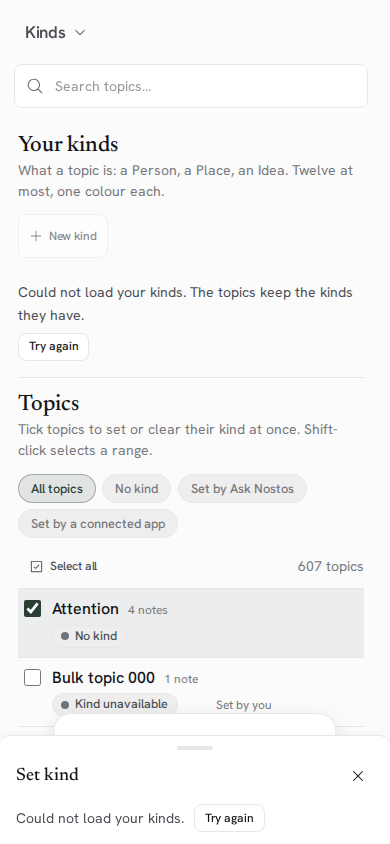 Kinds
Search topics...
Your kinds
What a topic is: a Person, a Place, an Idea. Twelve at
most, one colour each.
New kind
Could not load your kinds. The topics keep the kinds
they have.
Try again
Topics
Tick topics to set or clear their kind at once. Shift-
click selects a range.
All topics No kind Set by Ask Nostos
Set by a connected app
Select all 607 topics
Attention 4 notes
No kind
Bulk topic 000 1 note
Kind unavailable Set by you
Set kind
Could not load your kinds. Try again